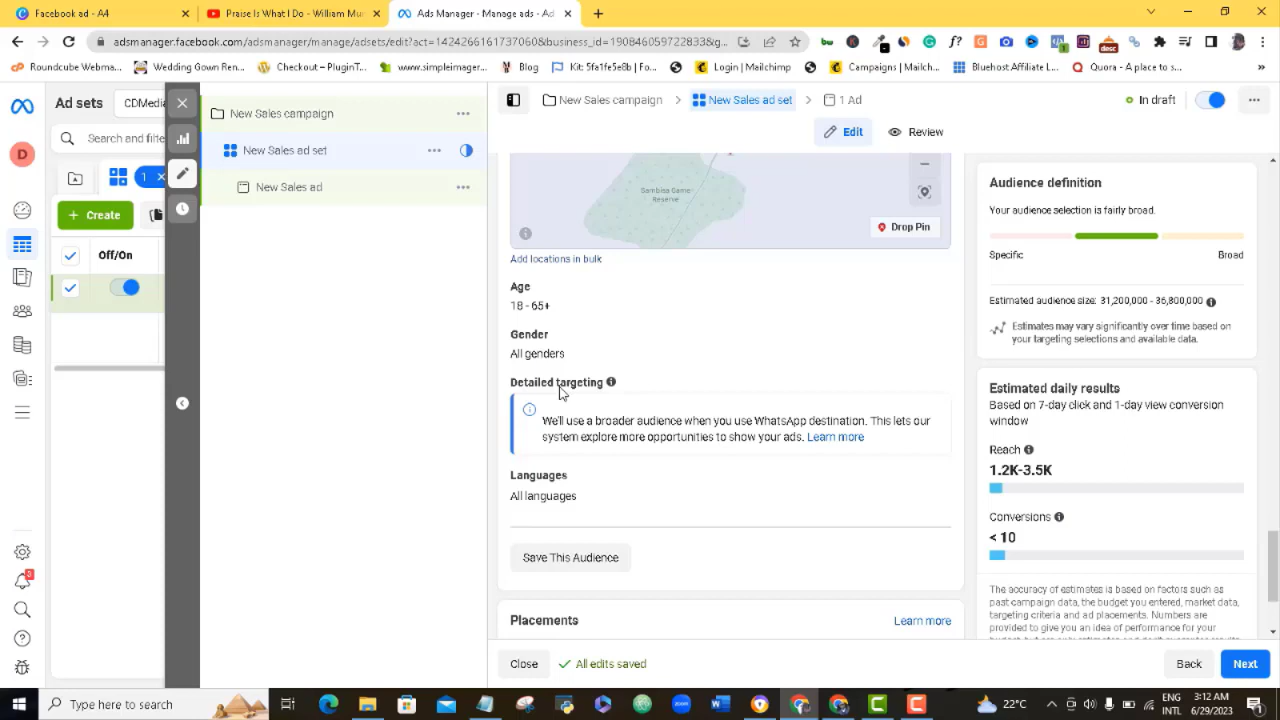 Facebook post - A4
Praise Is What I Do - William Mu
Ads Manager - Manage ads - Ad
adsmanager.facebook.com/adsmanager/manage/adsets/edit?act=1424266161737060&business_id=190846059722833&g...
Roundcube Webma...
Wedding Gown Ren...
Checkout – PluginT...
www.simpleimager...
Blog
Kit: 5fa1fe5e8b | Fo...
Login | Mailchimp
Campaigns | Mailch...
Bluehost Affiliate L...
Quora - A place to s...
»
Ad sets
CDMedia
New Sales campaign
New Sales ad set
1 Ad
In draft
Edit
Review
Search and filte
New Sales campaign
New Sales ad set
New Sales ad
D
1
Create
Off/On
desc
Gambisa Game
Reserve
Drop Pin
Add locations in bulk
Age
18 - 65+
Gender
All genders
Detailed targeting
We'll use a broader audience when you use WhatsApp destination. This lets our
system explore more opportunities to show your ads. Learn more
Languages
All languages
Save This Audience
Placements
Learn more
Audience definition
Your audience selection is fairly broad.
Specific
Broad
Estimated audience size: 31,200,000 - 36,800,000
Estimates may vary significantly over time based on
your targeting selections and available data.
Estimated daily results
Based on 7-day click and 1-day view conversion
window
Reach
1.2K-3.5K
Conversions
< 10
The accuracy of estimates is based on factors such as
past campaign data, the budget you entered, market data,
targeting criteria and ad placements. Numbers are
provided to give you an idea of performance for your
Close
All edits saved
Back
Next
Type here to search
zoom
22°C
ENG
INTL
3:12 AM
6/29/2023